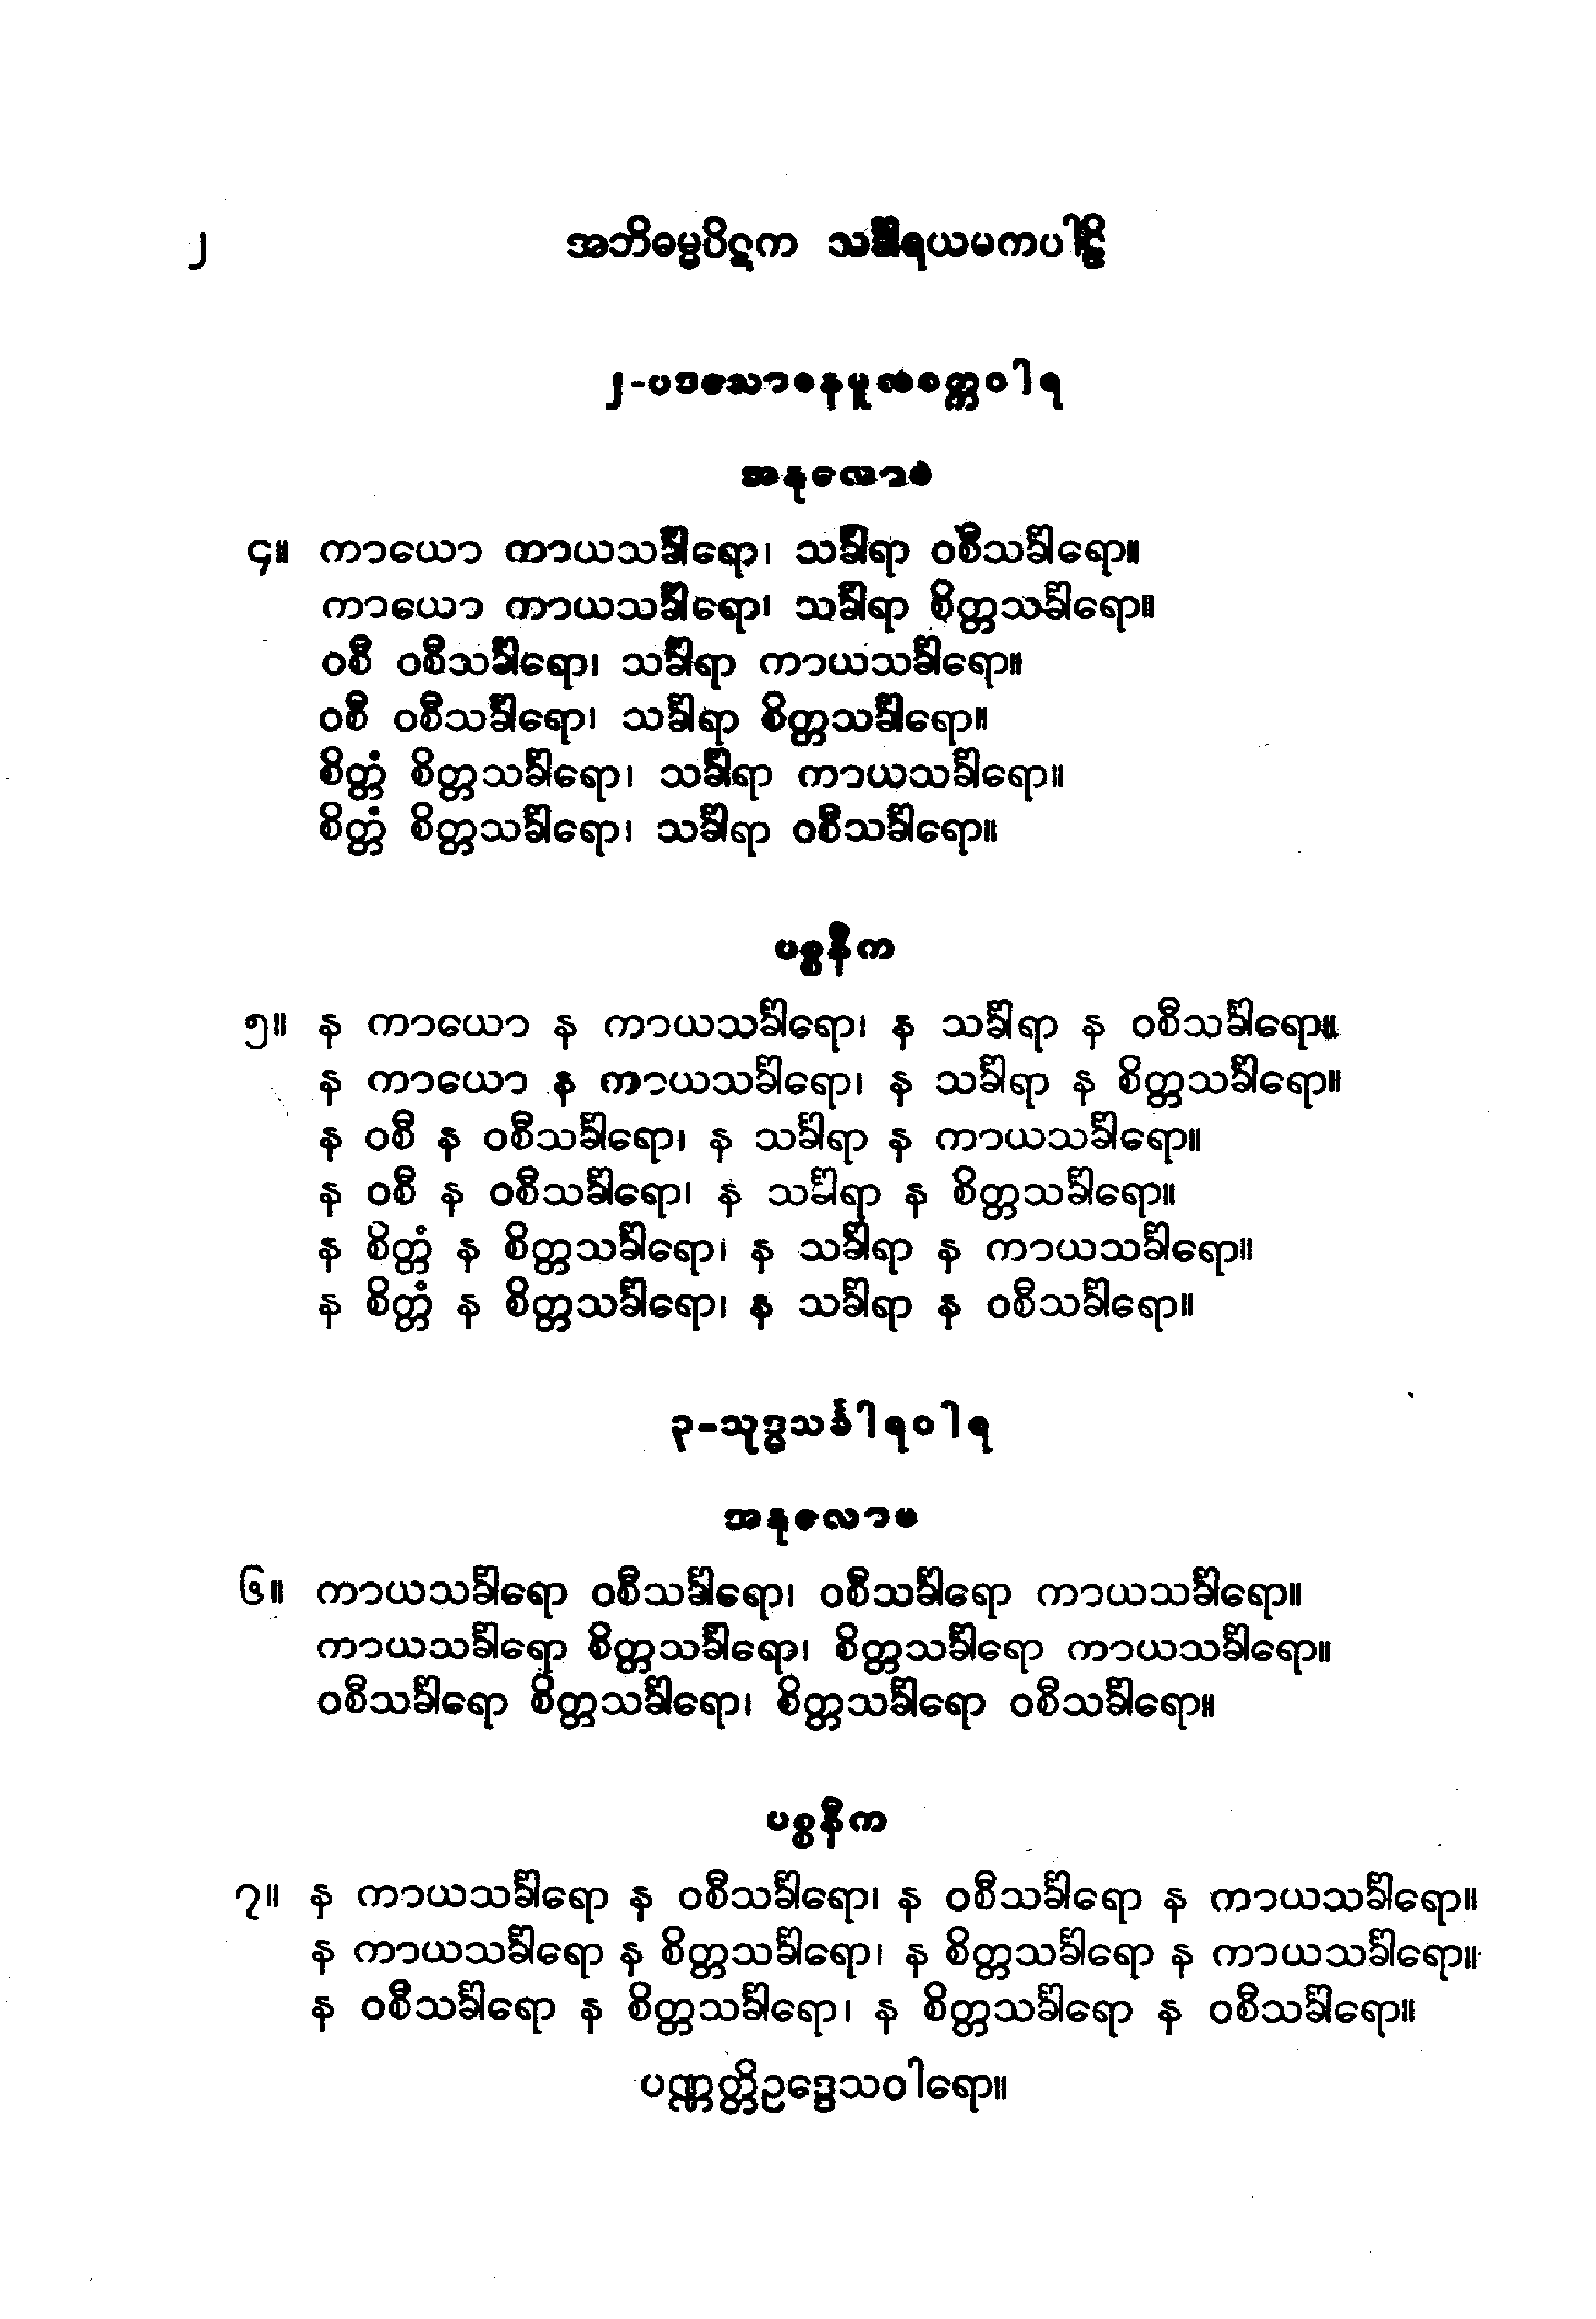 ၂ အဘိဓမ္မပိဋက သင်္ခါရယမကပါဠိ
၂-ပဒသောဓနမူလစက္ကဝါရ
အနုလောမ
၄။ ကာယော ကာယသင်္ခါရော၊ သင်္ခါရာ ဝစီသင်္ခါရော။
ကာယော ကာယသင်္ခါရော၊ သင်္ခါရာ စိတ္တသင်္ခါရော။
ဝစီ ဝစီသင်္ခါရော၊ သင်္ခါရာ ကာယသင်္ခါရော။
ဝစီ ဝစီသင်္ခါရော၊ သင်္ခါရာ စိတ္တသင်္ခါရော။
စိတ္တံ စိတ္တသင်္ခါရော၊ သင်္ခါရာ ကာယသင်္ခါရော။
စိတ္တံ စိတ္တသင်္ခါရော၊ သင်္ခါရာ ဝစီသင်္ခါရော။
ပစ္စနီက
၅။ န ကာယော န ကာယသင်္ခါရော၊ န သင်္ခါရာ န ဝစီသင်္ခါရော။
န ကာယော န ကာယသင်္ခါရော၊ န သင်္ခါရာ န စိတ္တသင်္ခါရော။
န ဝစီ န ဝစီသင်္ခါရော၊ န သင်္ခါရာ န ကာယသင်္ခါရော။
န ဝစီ န ဝစီသင်္ခါရော၊ န သင်္ခါရာ န စိတ္တသင်္ခါရော။
န စိတ္တံ န စိတ္တသင်္ခါရော၊ န သင်္ခါရာ န ကာယသင်္ခါရော။
န စိတ္တံ န စိတ္တသင်္ခါရော၊ န သင်္ခါရာ န ဝစီသင်္ခါရော။
၃-သုဒ္ဓသင်္ခါရဝါရ
အနုလောမ
၆။ ကာယသင်္ခါရော ဝစီသင်္ခါရော၊ ဝစီသင်္ခါရော ကာယသင်္ခါရော။
ကာယသင်္ခါရော စိတ္တသင်္ခါရော၊ စိတ္တသင်္ခါရော ကာယသင်္ခါရော။
ဝစီသင်္ခါရော စိတ္တသင်္ခါရော၊ စိတ္တသင်္ခါရော ဝစီသင်္ခါရော။
ပစ္စနီက
၇။ န ကာယသင်္ခါရော န ဝစီသင်္ခါရော၊ န ဝစီသင်္ခါရော န ကာယသင်္ခါရော။
န ကာယသင်္ခါရော န စိတ္တသင်္ခါရော၊ န စိတ္တသင်္ခါရော န ကာယသင်္ခါရော။
န ဝစီသင်္ခါရော န စိတ္တသင်္ခါရော၊ န စိတ္တသင်္ခါရော န ဝစီသင်္ခါရော။
ပဏ္ဏတ္တိဥဒ္ဒေသဝါရော။